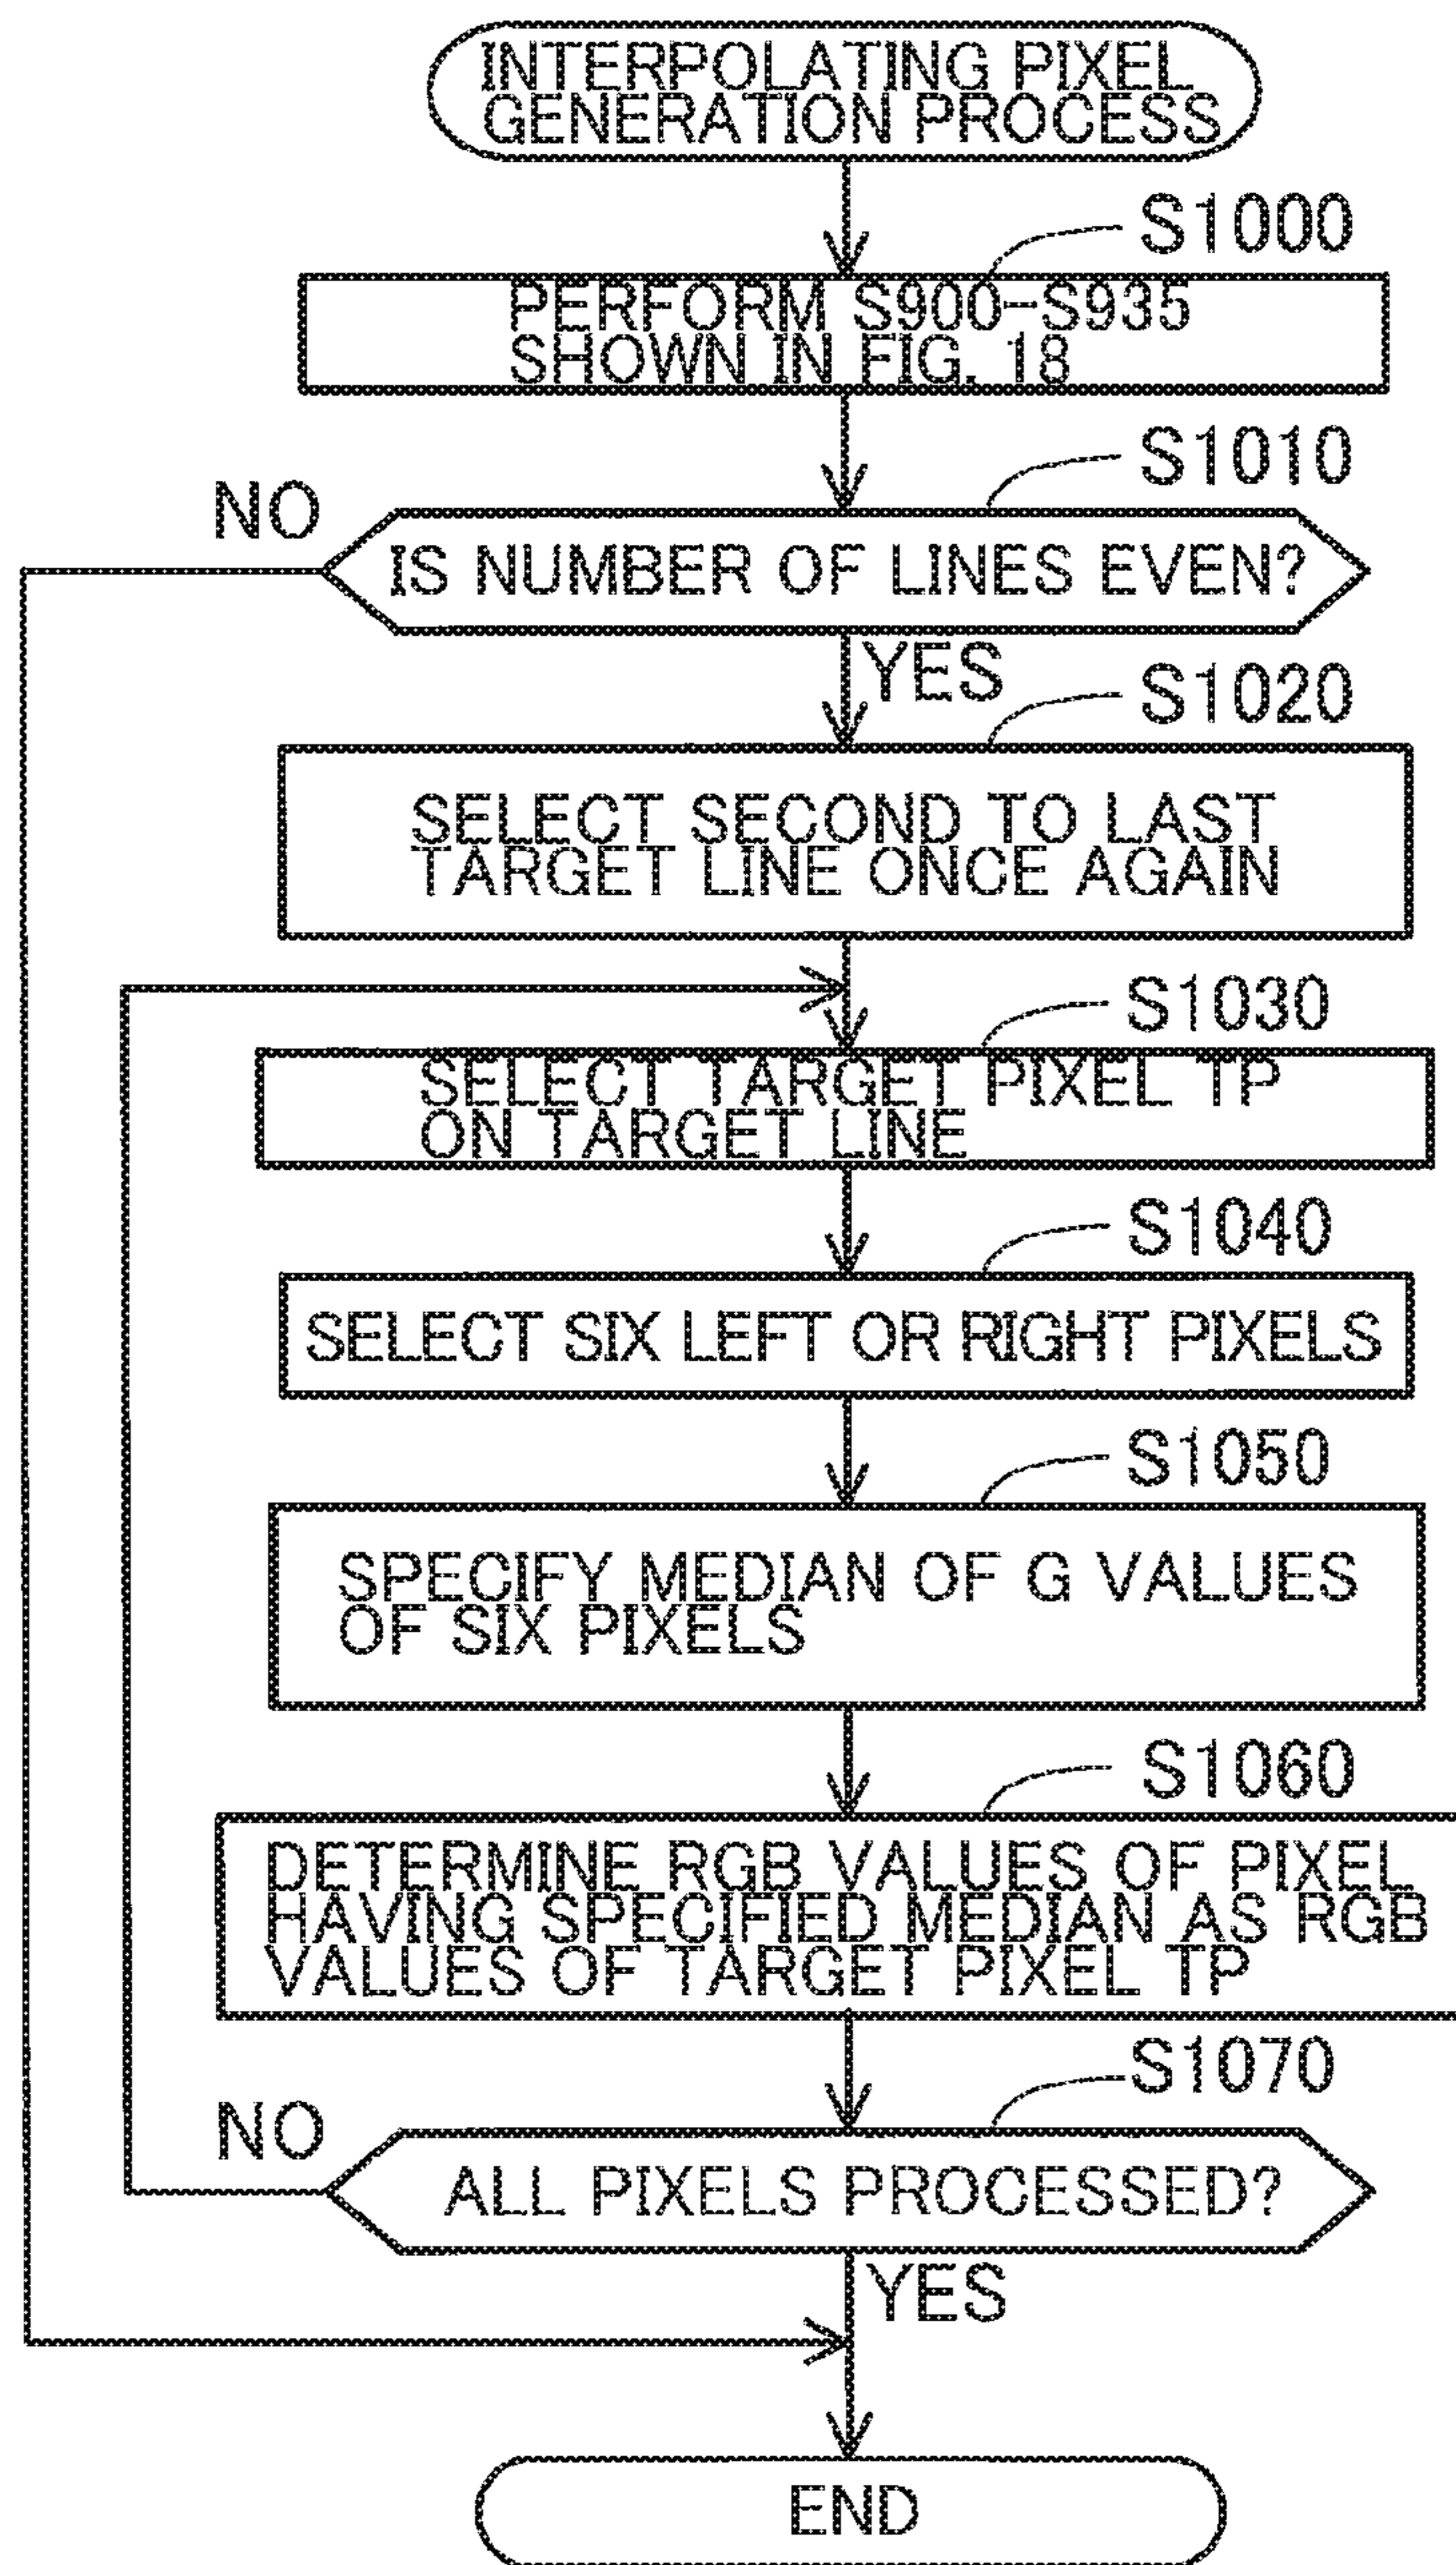 INTERPOLATING PIXEL
GENERATION PROCESS
S1000
PERFORM S900-S935
SHOWN IN FIG. 18
S1010
NO
IS NUMBER OF LINES EVEN?
YES
S1020
SELECT SECOND TO LAST
TARGET LINE ONCE AGAIN
S1030
SELECT TARGET PIXEL TP
ON TARGET LINE
S1040
SELECT SIX LEFT OR RIGHT PIXELS
S1050
SPECIFY MEDIAN OF G VALUES
OF SIX PIXELS
S1060
DETERMINE RGB VALUES OF PIXEL
HAVING SPECIFIED MEDIAN AS RGB
VALUES OF TARGET PIXEL TP
S1070
NO
ALL PIXELS PROCESSED?
YES
END